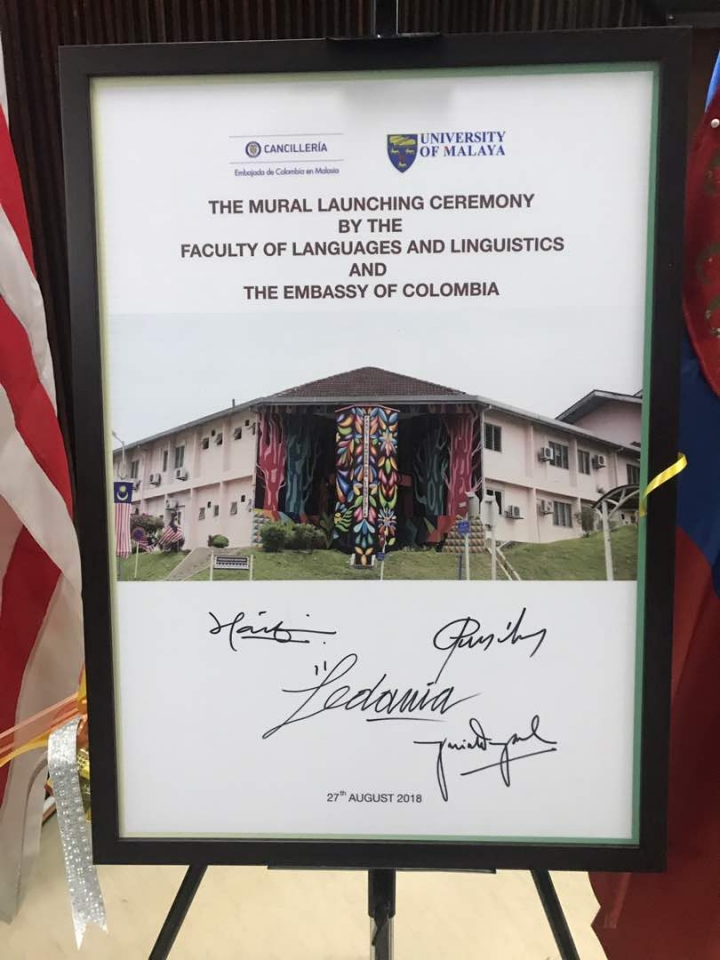 CANCILLERÍA
Embajada de Colombia en Malasia
UNIVERSITY
OF MALAYA
THE MURAL LAUNCHING CEREMONY
BY THE
FACULTY OF LANGUAGES AND LINGUISTICS
AND
THE EMBASSY OF COLOMBIA
Ledania
27th AUGUST 2018